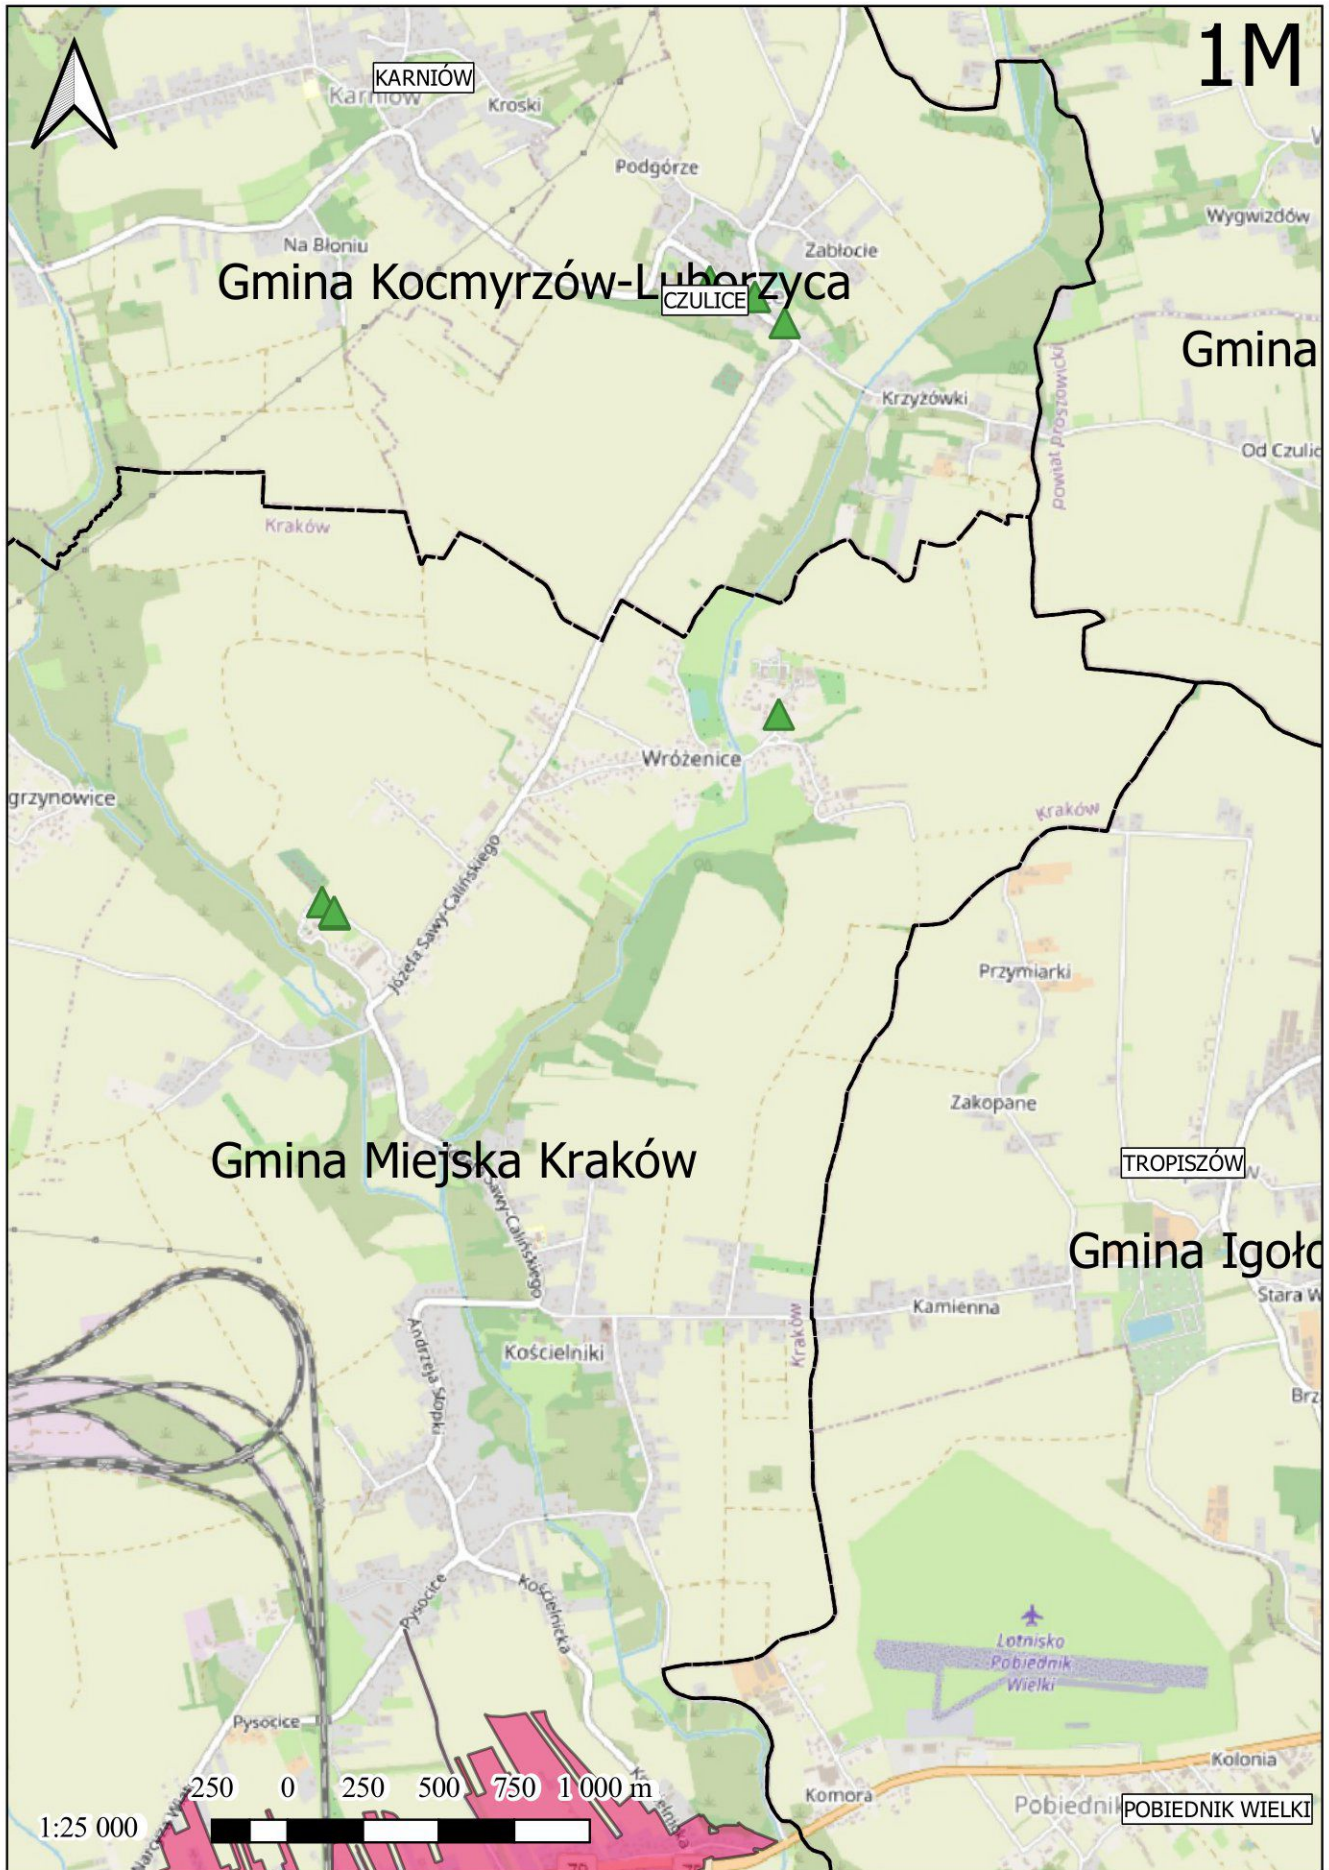 1M
KARNIÓW
Karniów
Kroski
Podgórze
Wygwizdów
Na Błoniu
Zabłocie
Gmina Kocmyrzów-Luborzyca
CZULICE
Gmina
Powiat proszowicki
Krzyżówki
Od Czulic
Kraków
Wróżenice
grzynowice
Kraków
Józefa Sawy-Calińskiego
Przymiarki
Zakopane
Gmina Miejska Kraków
TROPISZÓW
Sawy-Calińskiego
Gmina Igoło
Stara W
Kamienna
Kraków
Andrzeja Stopki
Kościelniki
Brz
Pysocice
Kościelnicka
Lotnisko
Pobiednik
Wielki
Pysocice
Kolonia
250 0 250 500 750 1 000 m
Komora
Pobiednik
POBIEDNIK WIELKI
1:25 000
79